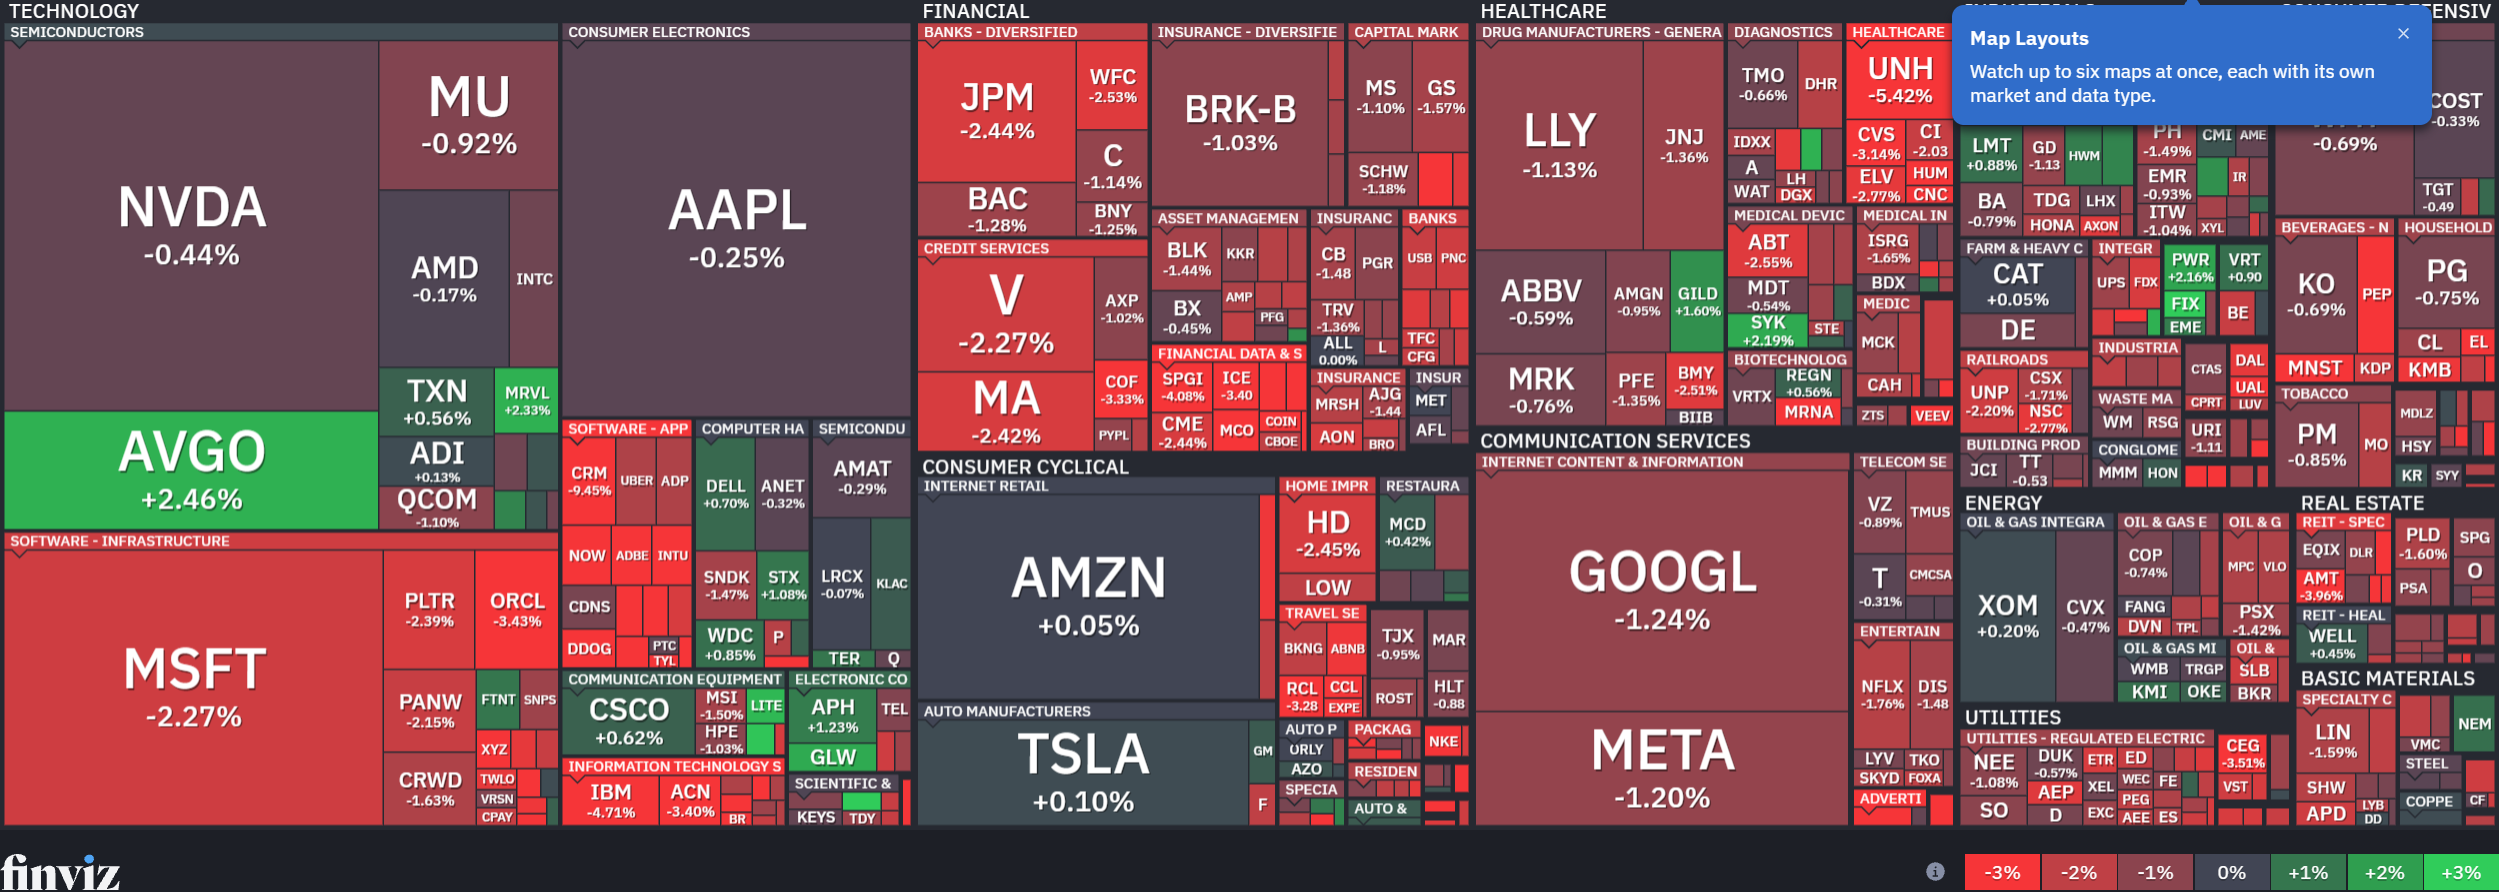 TECHNOLOGY
SEMICONDUCTORS
NVDA
-0.44%
MU
-0.92%
AMD
-0.17%
INTC
TXN
+0.56%
MRVL
+2.33%
AVGO
+2.46%
ADI
+0.13%
QCOM
-1.10%
SOFTWARE - INFRASTRUCTURE
MSFT
-2.27%
PLTR
-2.39%
ORCL
-3.43%
PANW
-2.15%
FTNT
SNPS
CRWD
-1.63%
XYZ
TWLO
VRSN
CPAY
CONSUMER ELECTRONICS
AAPL
-0.25%
SOFTWARE - APP
CRM
-9.45%
UBER
ADP
NOW
ADBE
INTU
CDNS
DDOG
PTC
TYL
COMPUTER HA
DELL
+0.70%
ANET
-0.32%
SNDK
-1.47%
STX
+1.08%
WDC
+0.85%
P
SEMICONDU
AMAT
-0.29%
LRCX
-0.07%
KLAC
TER
Q
COMMUNICATION EQUIPMENT
CSCO
+0.62%
MSI
-1.50%
LITE
HPE
-1.03%
ELECTRONIC CO
APH
+1.23%
TEL
GLW
INFORMATION TECHNOLOGY S
IBM
-4.71%
ACN
-3.40%
BR
SCIENTIFIC &
KEYS
TDY
FINANCIAL
BANKS - DIVERSIFIED
JPM
-2.44%
WFC
-2.53%
C
-1.14%
BAC
-1.28%
BNY
-1.25%
CREDIT SERVICES
V
-2.27%
AXP
-1.02%
MA
-2.42%
COF
-3.33%
PYPL
INSURANCE - DIVERSIFIE
BRK-B
-1.03%
CAPITAL MARK
MS
-1.10%
GS
-1.57%
SCHW
-1.18%
ASSET MANAGEMEN
BLK
-1.44%
KKR
BX
-0.45%
AMP
PFG
INSURANC
CB
-1.48
PGR
TRV
-1.36%
ALL
0.00%
L
BANKS
USB
PNC
TFC
CFG
FINANCIAL DATA & S
SPGI
-4.08%
ICE
-3.40
CME
-2.44%
MCO
COIN
CBOE
INSURANCE
MRSH
AJG
-1.44
AON
BRO
INSUR
MET
AFL
CONSUMER CYCLICAL
INTERNET RETAIL
AMZN
+0.05%
AUTO MANUFACTURERS
TSLA
+0.10%
GM
F
HOME IMPR
HD
-2.45%
LOW
RESTAURA
MCD
+0.42%
TRAVEL SE
BKNG
ABNB
RCL
-3.28
CCL
EXPE
TJX
-0.95%
MAR
ROST
HLT
-0.88
AUTO P
ORLY
AZO
PACKAG
NKE
RESIDEN
SPECIA
AUTO &
HEALTHCARE
DRUG MANUFACTURERS - GENERA
LLY
-1.13%
JNJ
-1.36%
ABBV
-0.59%
AMGN
-0.95%
GILD
+1.60%
MRK
-0.76%
PFE
-1.35%
BMY
-2.51%
BIIB
DIAGNOSTICS
TMO
-0.66%
DHR
IDXX
A
LH
WAT
DGX
HEALTHCARE
UNH
-5.42%
CVS
-3.14%
CI
-2.03
ELV
-2.77%
HUM
CNC
MEDICAL DEVIC
ABT
-2.55%
MDT
-0.54%
SYK
+2.19%
STE
MEDICAL IN
ISRG
-1.65%
BDX
MEDIC
MCK
CAH
BIOTECHNOLOG
VRTX
REGN
+0.56%
MRNA
ZTS
VEEV
COMMUNICATION SERVICES
INTERNET CONTENT & INFORMATION
GOOGL
-1.24%
META
-1.20%
TELECOM SE
VZ
-0.89%
TMUS
T
-0.31%
CMCSA
ENTERTAIN
NFLX
-1.76%
DIS
-1.48
LYV
TKO
SKYD
FOXA
ADVERTI
Map Layouts
×
Watch up to six maps at once, each with its own
market and data type.
LMT
+0.88%
GD
-1.13
HWM
BA
-0.79%
TDG
LHX
HONA
AXON
PH
-1.49%
CMI
AME
EMR
-0.93%
IR
ITW
-1.04%
XYL
FARM & HEAVY C
CAT
+0.05%
DE
INTEGR
UPS
FDX
PWR
+2.16%
VRT
+0.90
FIX
EME
BE
RAILROADS
UNP
-2.20%
CSX
-1.71%
NSC
-2.77%
INDUSTRIA
CTAS
DAL
UAL
CPRT
LUV
WASTE MA
WM
RSG
URI
-1.11
BUILDING PROD
JCI
TT
-0.53
CONGLOME
MMM
HON
DEFENSIV
COST
-0.33%
-0.69%
TGT
-0.49
BEVERAGES - N
KO
-0.69%
PEP
MNST
KDP
HOUSEHOLD
PG
-0.75%
CL
EL
KMB
TOBACCO
PM
-0.85%
MO
MDLZ
HSY
KR
SYY
ENERGY
OIL & GAS INTEGRA
XOM
+0.20%
CVX
-0.47%
OIL & GAS E
COP
-0.74%
FANG
DVN
TPL
OIL & G
MPC
VLO
PSX
-1.42%
OIL & GAS MI
WMB
TRGP
KMI
OKE
OIL &
SLB
BKR
REAL ESTATE
REIT - SPEC
EQIX
DLR
AMT
-3.96%
PLD
-1.60%
SPG
O
PSA
REIT - HEAL
WELL
+0.45%
UTILITIES
UTILITIES - REGULATED ELECTRIC
NEE
-1.08%
DUK
-0.57%
ETR
ED
AEP
XEL
WEC
FE
SO
D
EXC
PEG
AEE
ES
CEG
-3.51%
VST
BASIC MATERIALS
SPECIALTY C
LIN
-1.59%
SHW
APD
LYB
DD
NEM
VMC
STEEL
COPPE
CF
finviz
-3%
-2%
-1%
0%
+1%
+2%
+3%